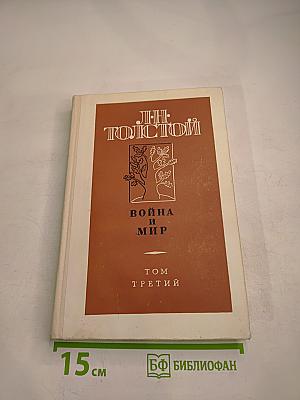 Л·Н·
ТОЛСТОЙ
ВОЙНА
И
МИР
ТОМ
ТРЕТИЙ
15 см
БФ БИБЛИОФАН